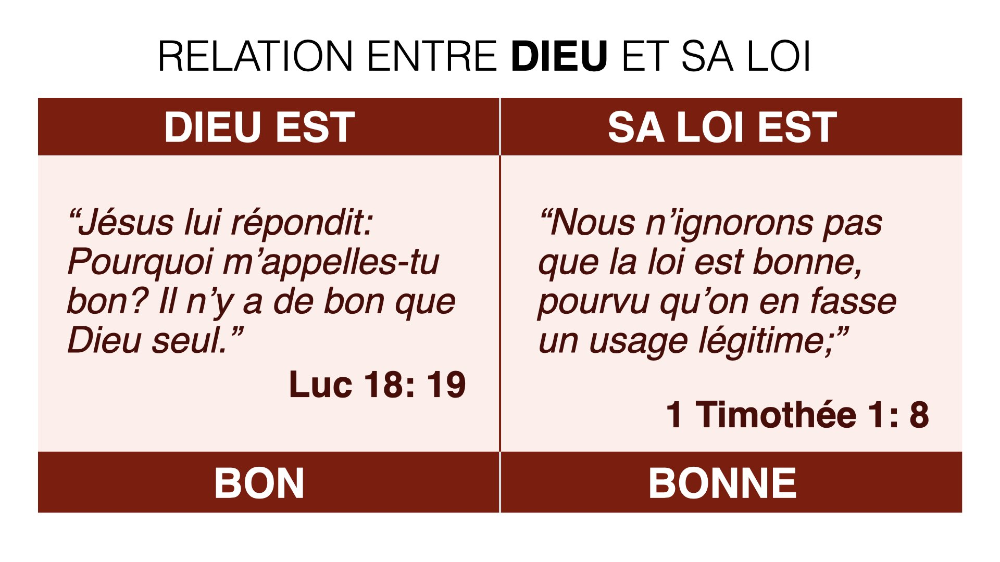 RELATION ENTRE DIEU ET SA LOI
DIEU EST
SA LOI EST
“Jésus lui répondit:
Pourquoi m’appelles-tu
bon? Il n’y a de bon que
Dieu seul.”
Luc 18: 19
“Nous n’ignorons pas
que la loi est bonne,
pourvu qu’on en fasse
un usage légitime;”
1 Timothée 1: 8
BON
BONNE